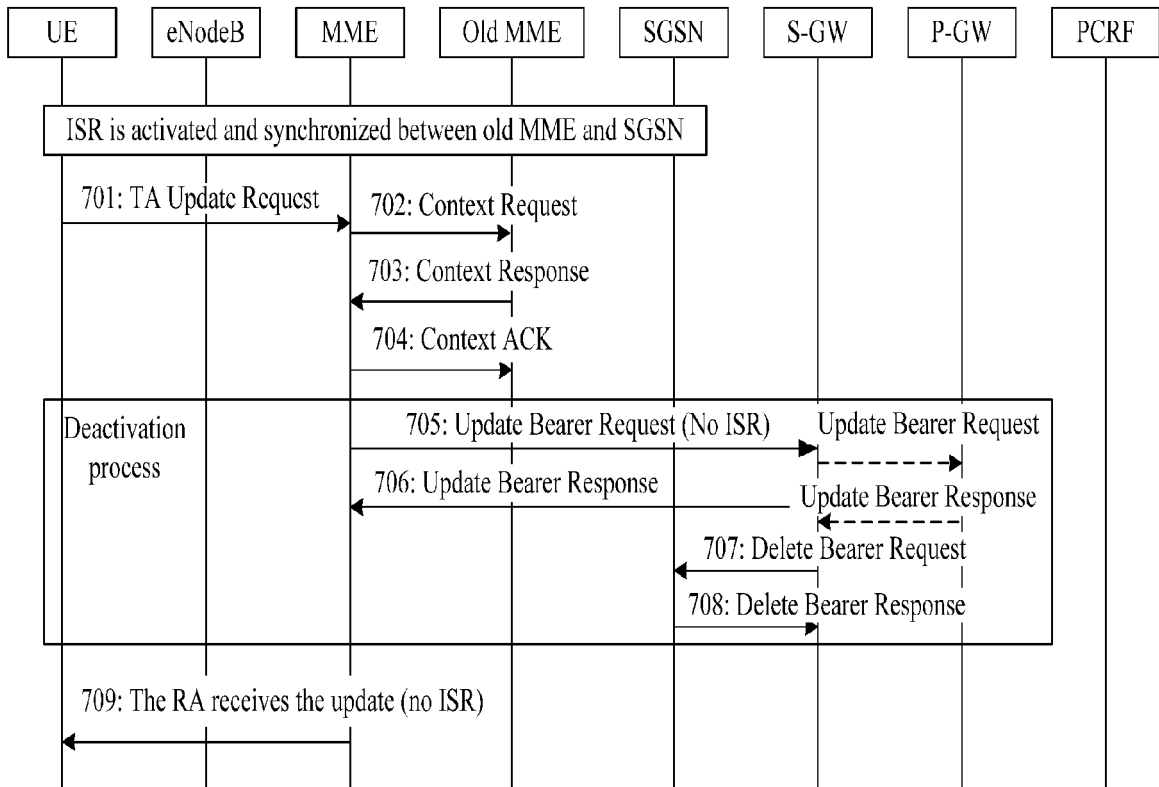 UE
eNodeB
MME
Old MME
SGSN
S-GW
P-GW
PCRF
ISR is activated and synchronized between old MME and SGSN
701: TA Update Request
702: Context Request
703: Context Response
704: Context ACK
Deactivation
process
705: Update Bearer Request (No ISR)
Update Bearer Request
706: Update Bearer Response
Update Bearer Response
707: Delete Bearer Request
708: Delete Bearer Response
709: The RA receives the update (no ISR)